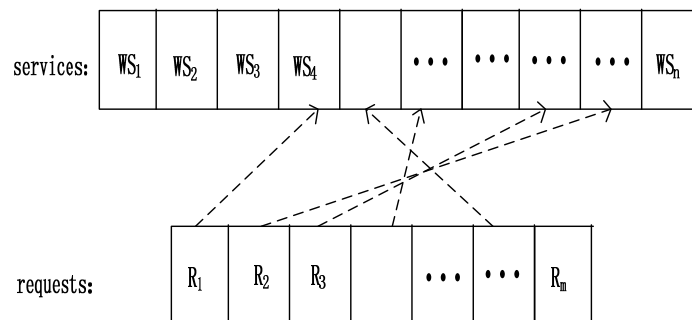 services: WS₁ WS₂ WS₃ WS₄ ••• ••• ••• ••• WSₙ
requests: R₁ R₂ R₃ ••• ••• Rₘ